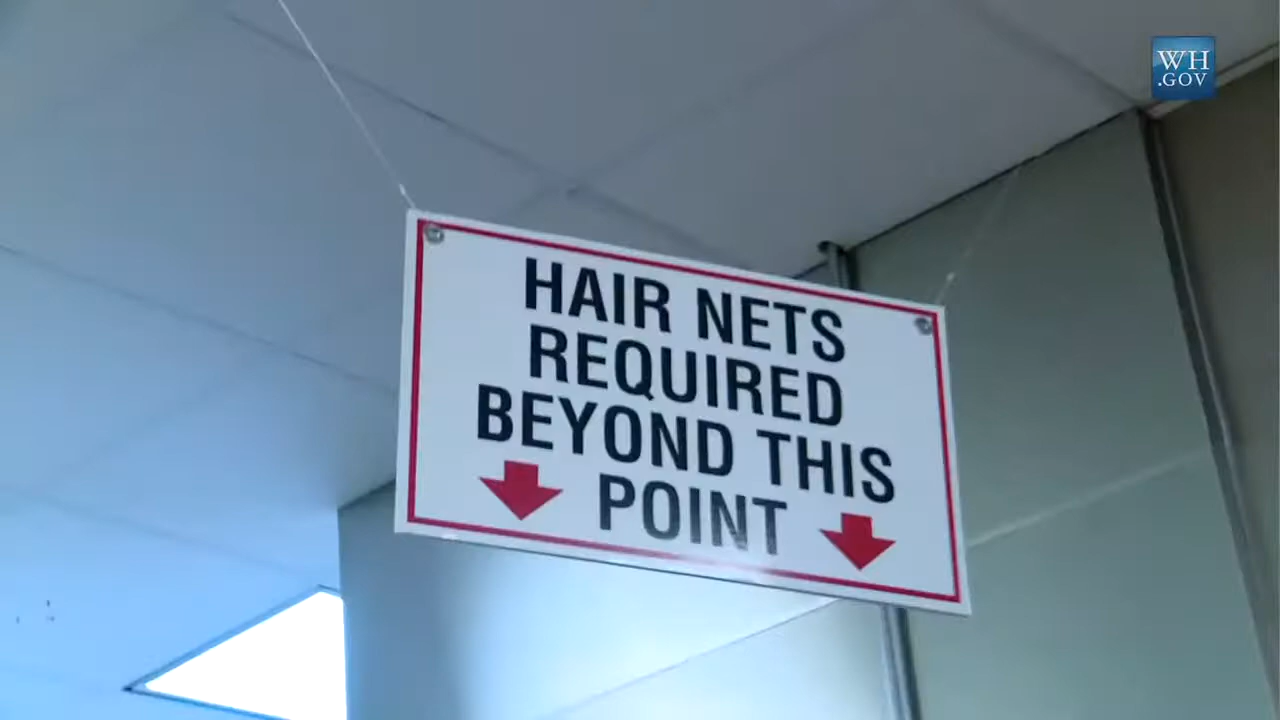 WH
.GOV
HAIR NETS
REQUIRED
BEYOND THIS
POINT